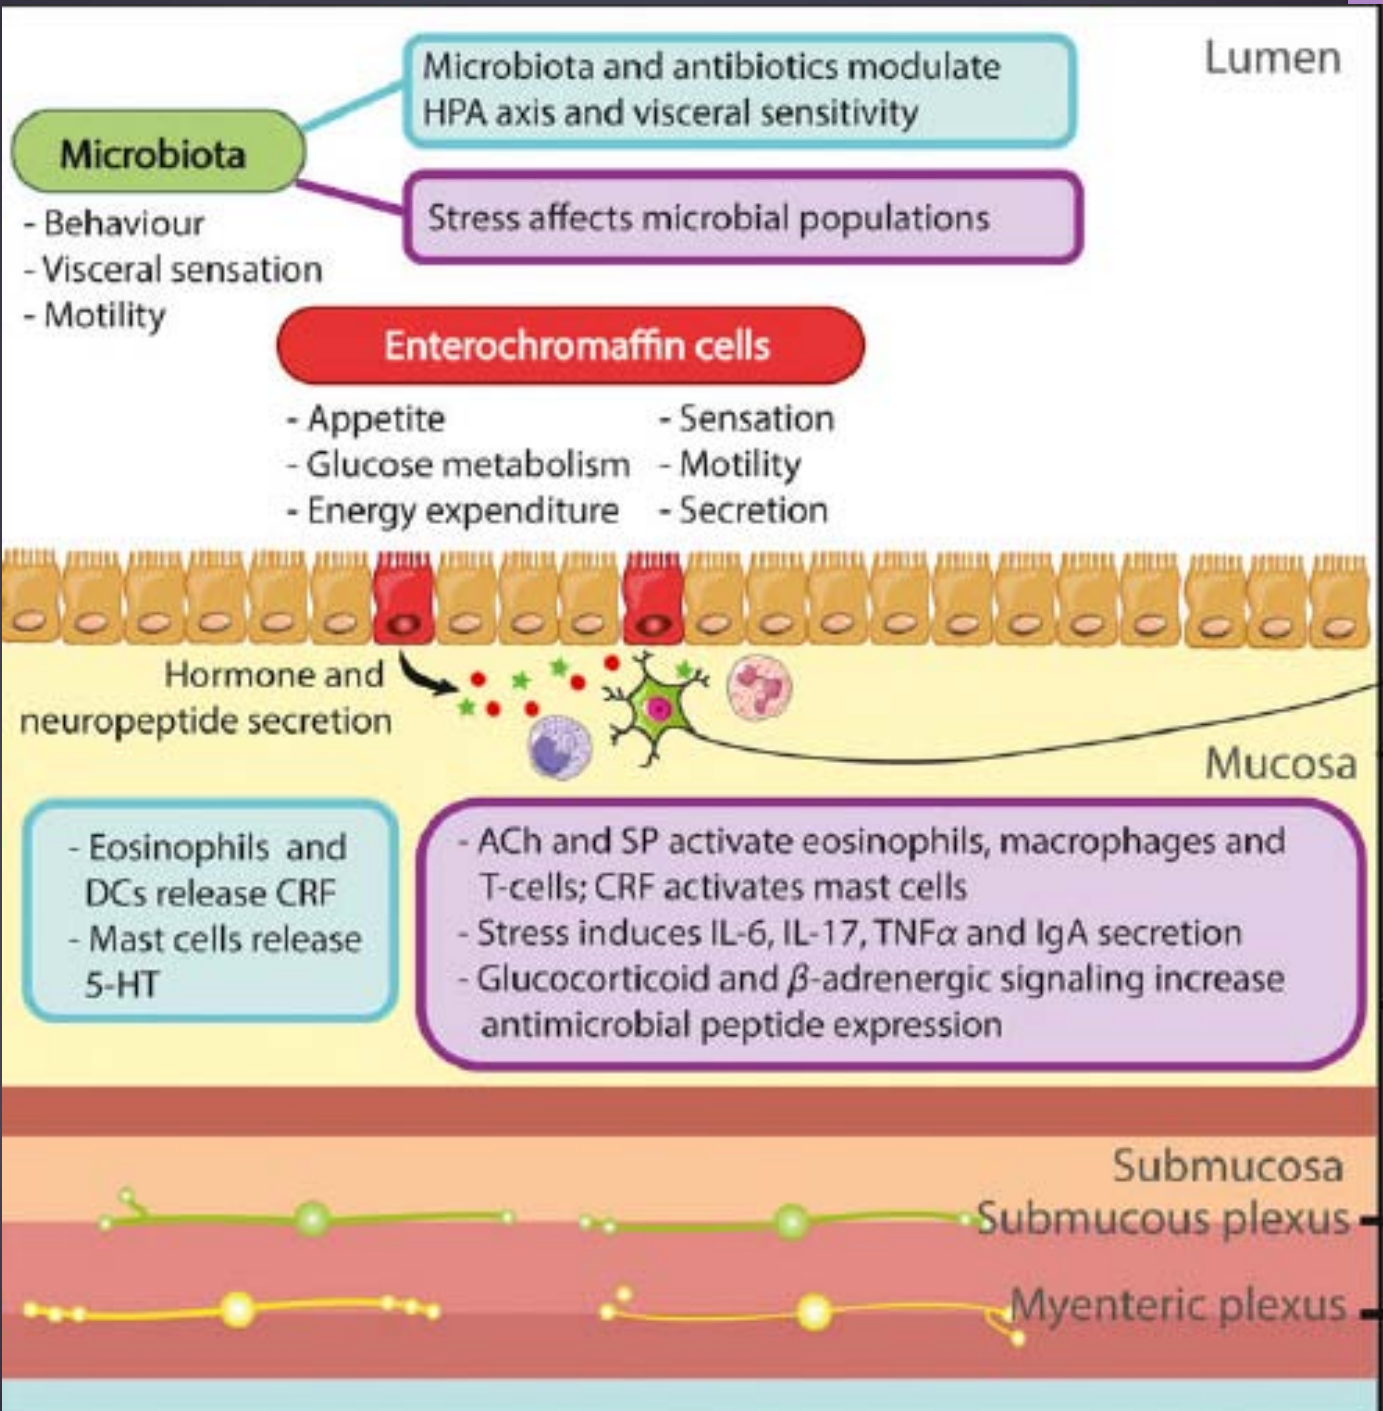 Lumen
Microbiota and antibiotics modulate
HPA axis and visceral sensitivity
Microbiota
Stress affects microbial populations
- Behaviour
- Visceral sensation
- Motility
Enterochromaffin cells
- Appetite
- Glucose metabolism
- Energy expenditure
- Sensation
- Motility
- Secretion
Hormone and
neuropeptide secretion
Mucosa
- Eosinophils and
DCs release CRF
- Mast cells release
5-HT
- ACh and SP activate eosinophils, macrophages and
T-cells; CRF activates mast cells
- Stress induces IL-6, IL-17, TNFα and IgA secretion
- Glucocorticoid and β-adrenergic signaling increase
antimicrobial peptide expression
Submucosa
Submucous plexus
Myenteric plexus